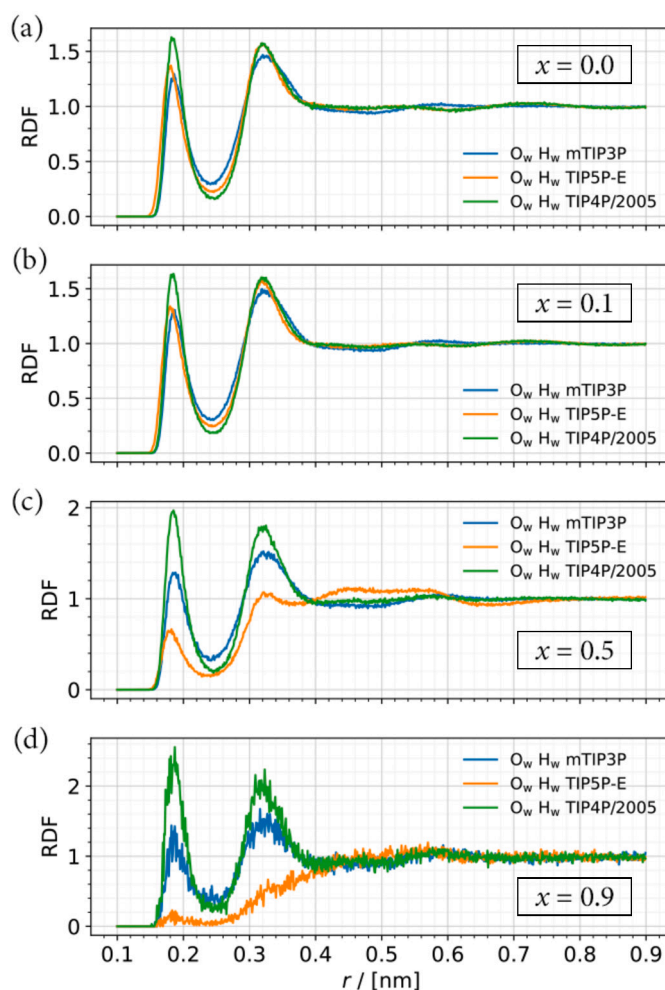 (a)
1.5
1.0
0.5
0.0
RDF
x = 0.0
Ow Hw mTIP3P
Ow Hw TIP5P-E
Ow Hw TIP4P/2005
(b)
1.5
1.0
0.5
0.0
RDF
x = 0.1
Ow Hw mTIP3P
Ow Hw TIP5P-E
Ow Hw TIP4P/2005
(c)
2
1
0
RDF
Ow Hw mTIP3P
Ow Hw TIP5P-E
Ow Hw TIP4P/2005
x = 0.5
(d)
2
1
0
RDF
Ow Hw mTIP3P
Ow Hw TIP5P-E
Ow Hw TIP4P/2005
x = 0.9
0.1 0.2 0.3 0.4 0.5 0.6 0.7 0.8 0.9
r / [nm]